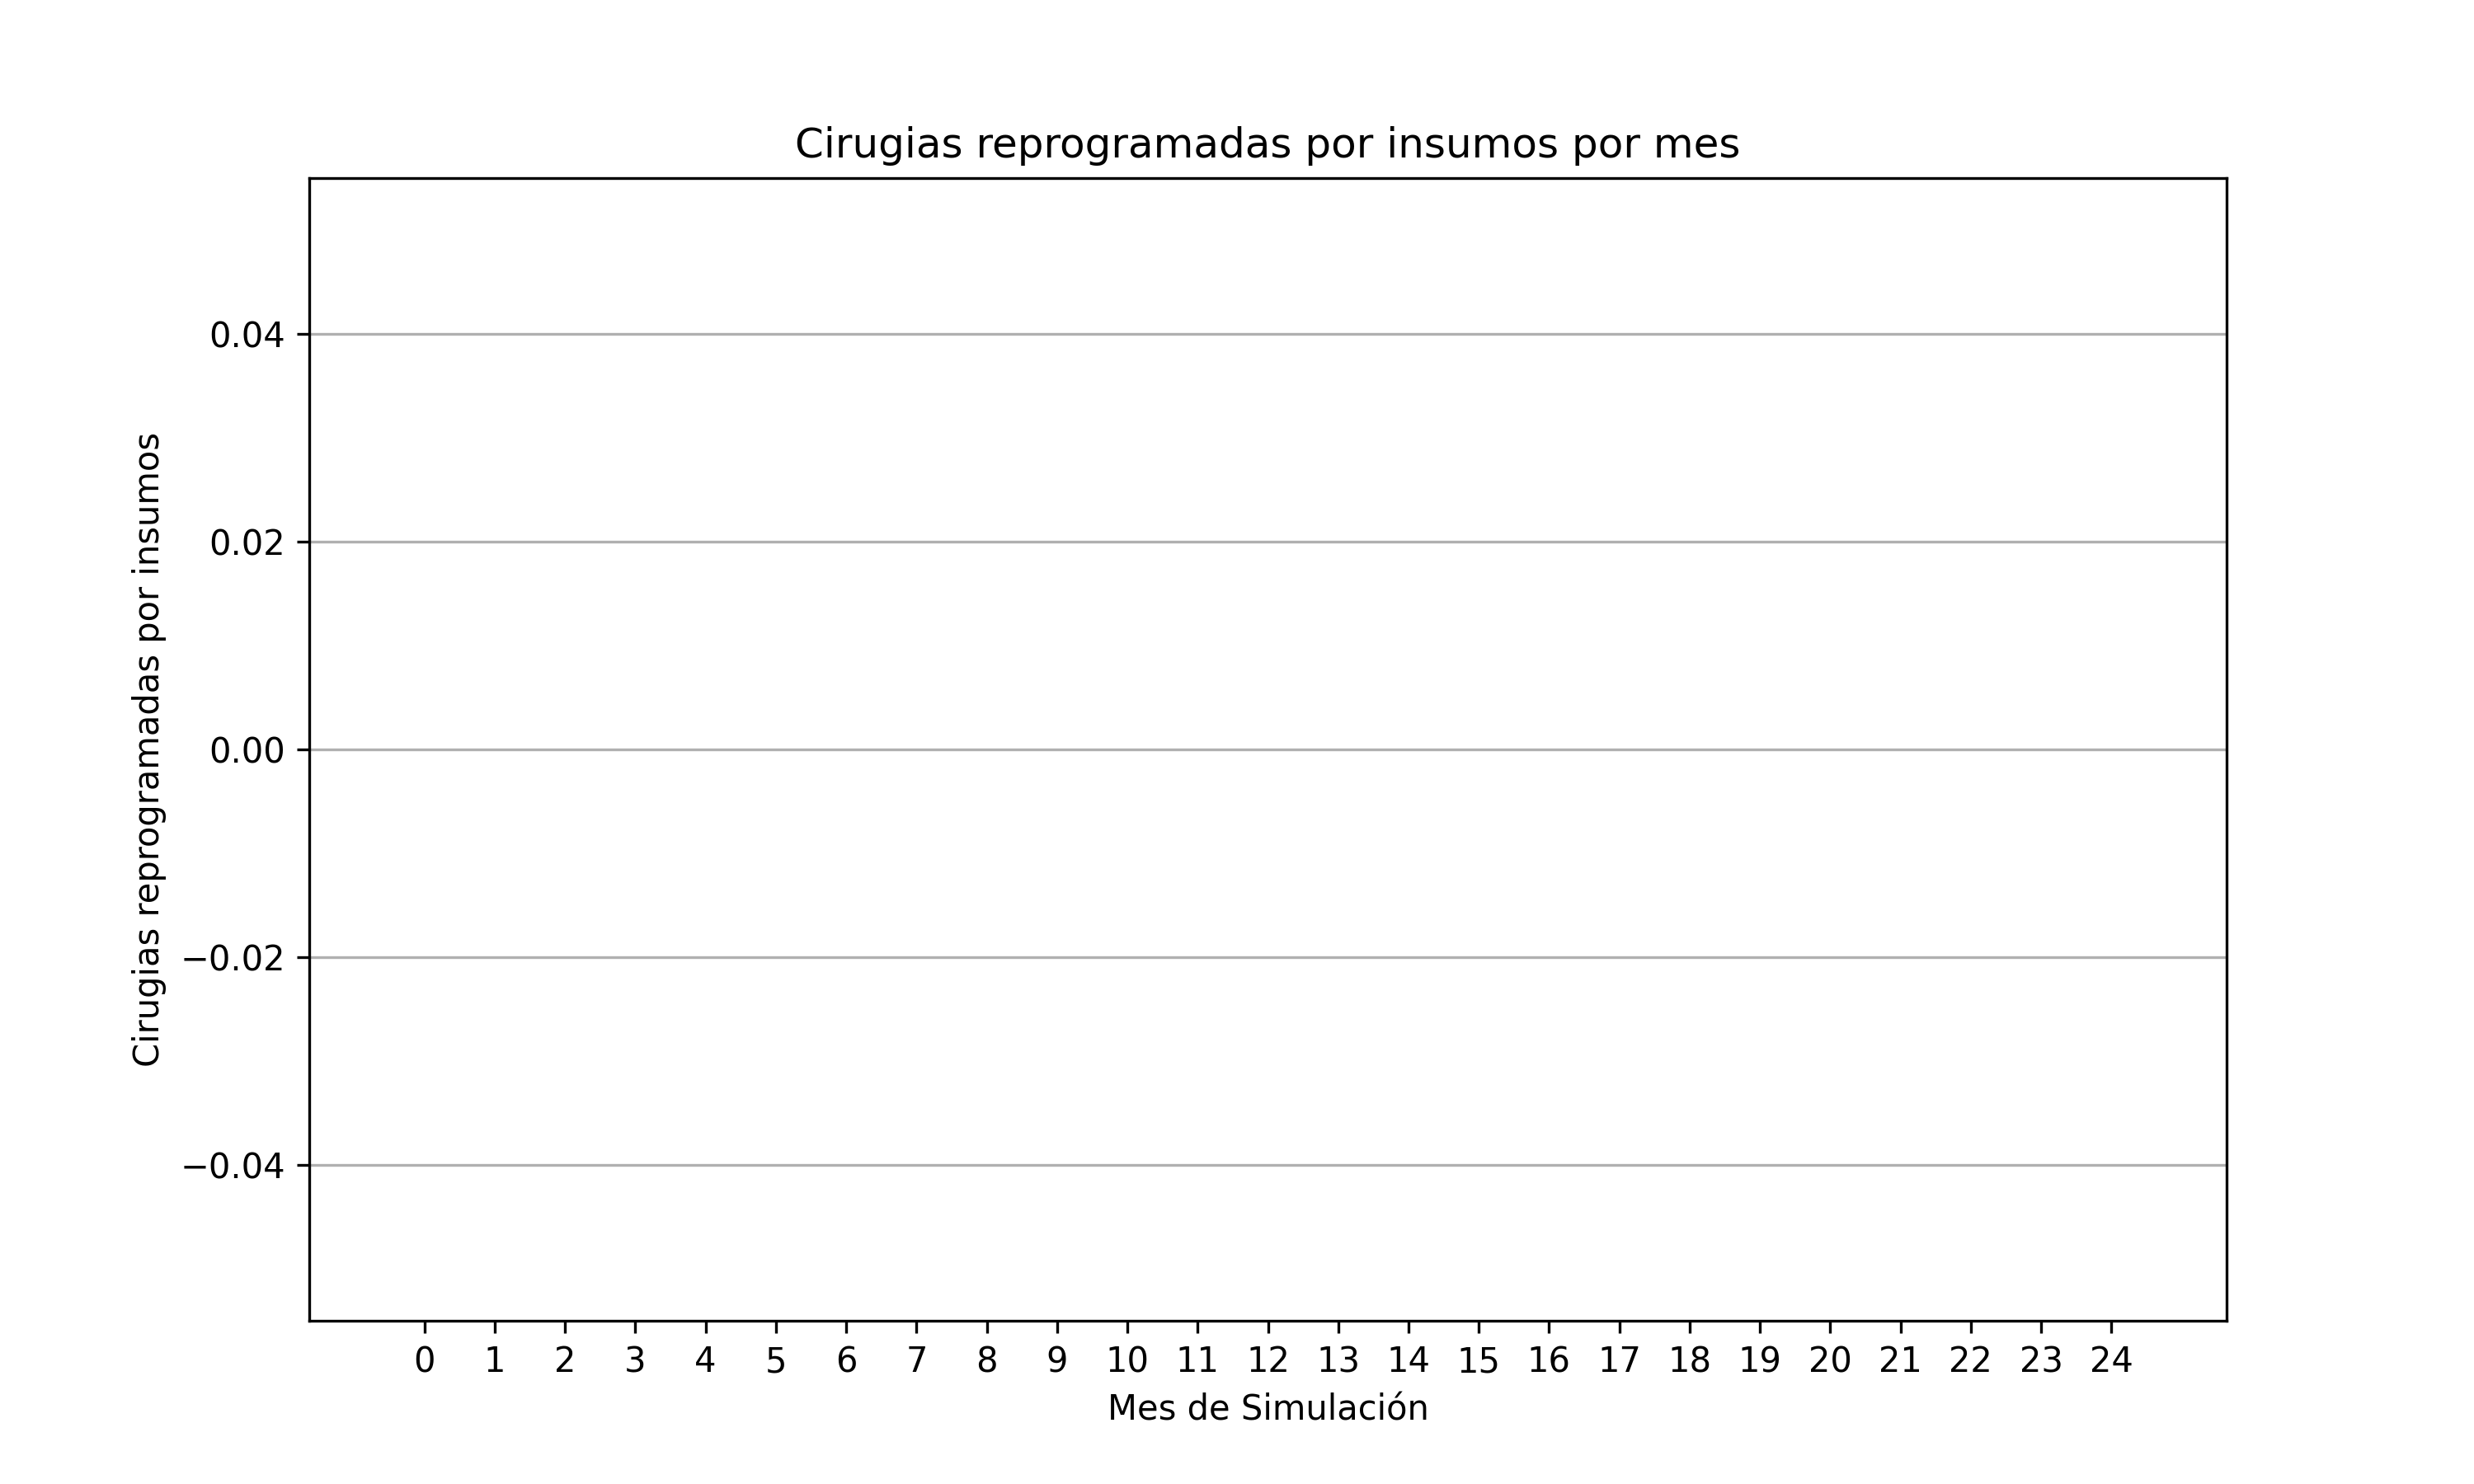 Cirugias reprogramadas por insumos por mes
Cirugias reprogramadas por insumos
0.04
0.02
0.00
−0.02
−0.04
0 1 2 3 4 5 6 7 8 9 10 11 12 13 14 15 16 17 18 19 20 21 22 23 24
Mes de Simulación